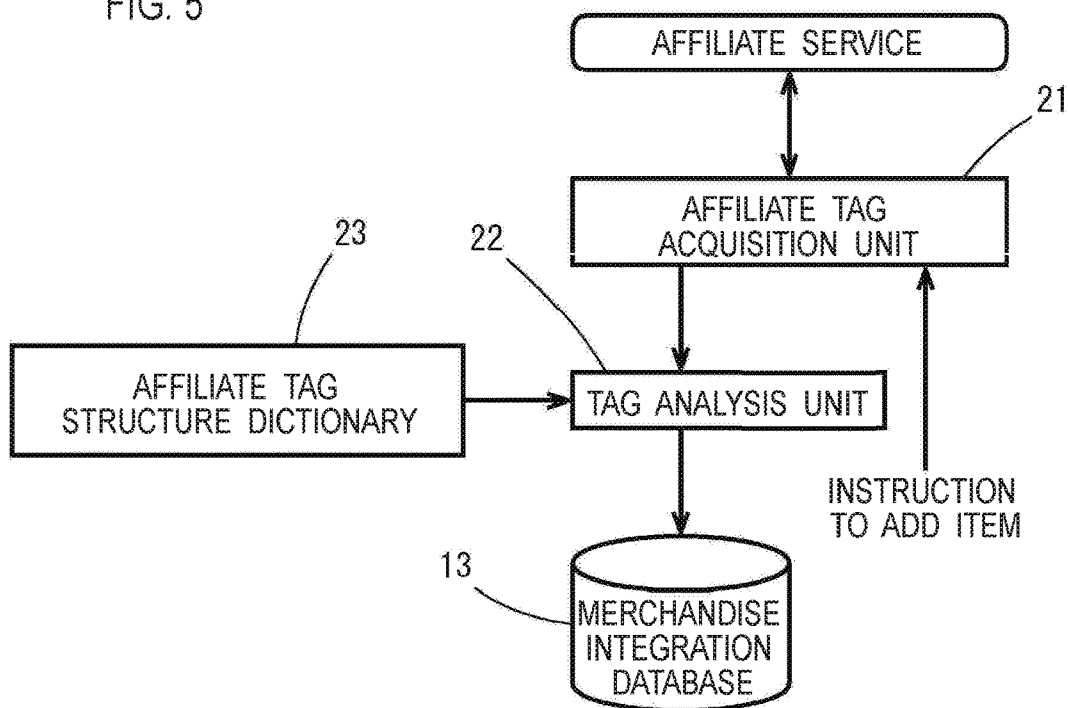 FIG. 5
AFFILIATE SERVICE
21
AFFILIATE TAG
ACQUISITION UNIT
23
22
AFFILIATE TAG
STRUCTURE DICTIONARY
TAG ANALYSIS UNIT
INSTRUCTION
TO ADD ITEM
13
MERCHANDISE
INTEGRATION
DATABASE